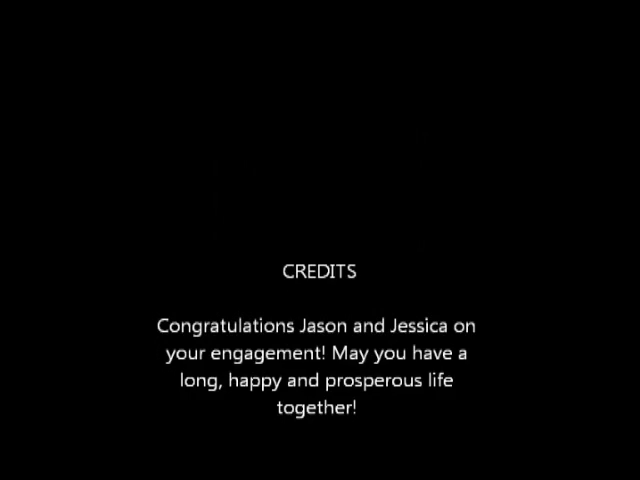 CREDITS
Congratulations Jason and Jessica on
your engagement! May you have a
long, happy and prosperous life
together!